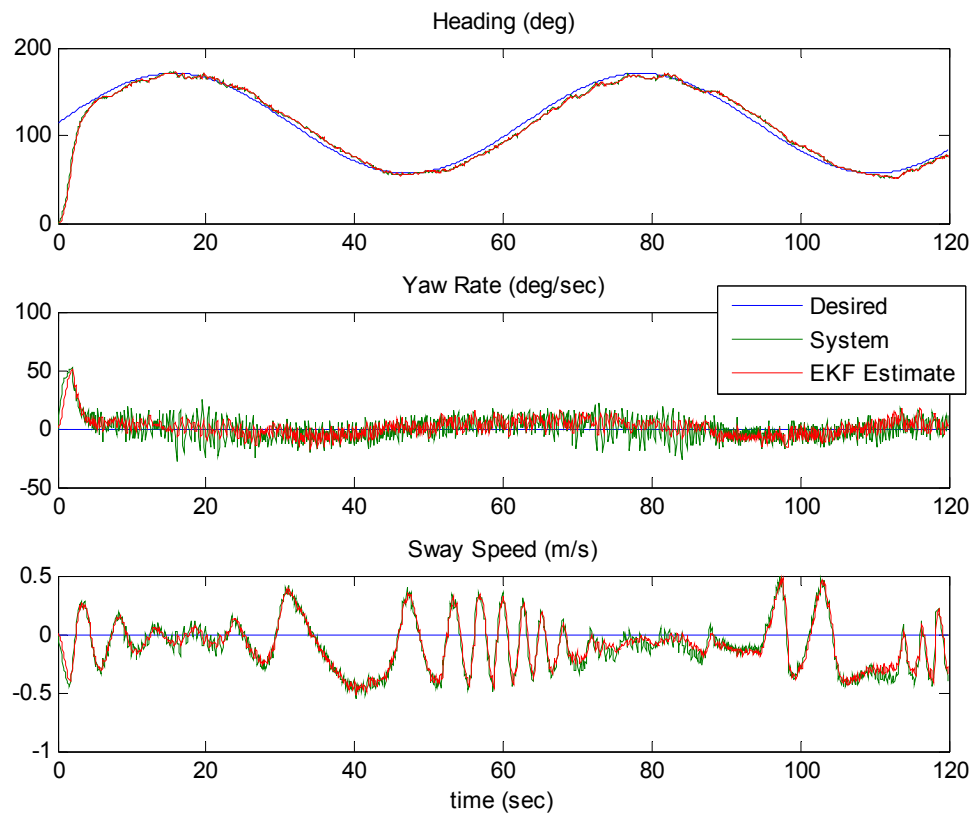 Heading (deg)
200
100
0
0 20 40 60 80 100 120
Yaw Rate (deg/sec)
100
50
0
-50
0 20 40 60 80 100 120
Desired
System
EKF Estimate
Sway Speed (m/s)
0.5
0
-0.5
-1
0 20 40 60 80 100 120
time (sec)